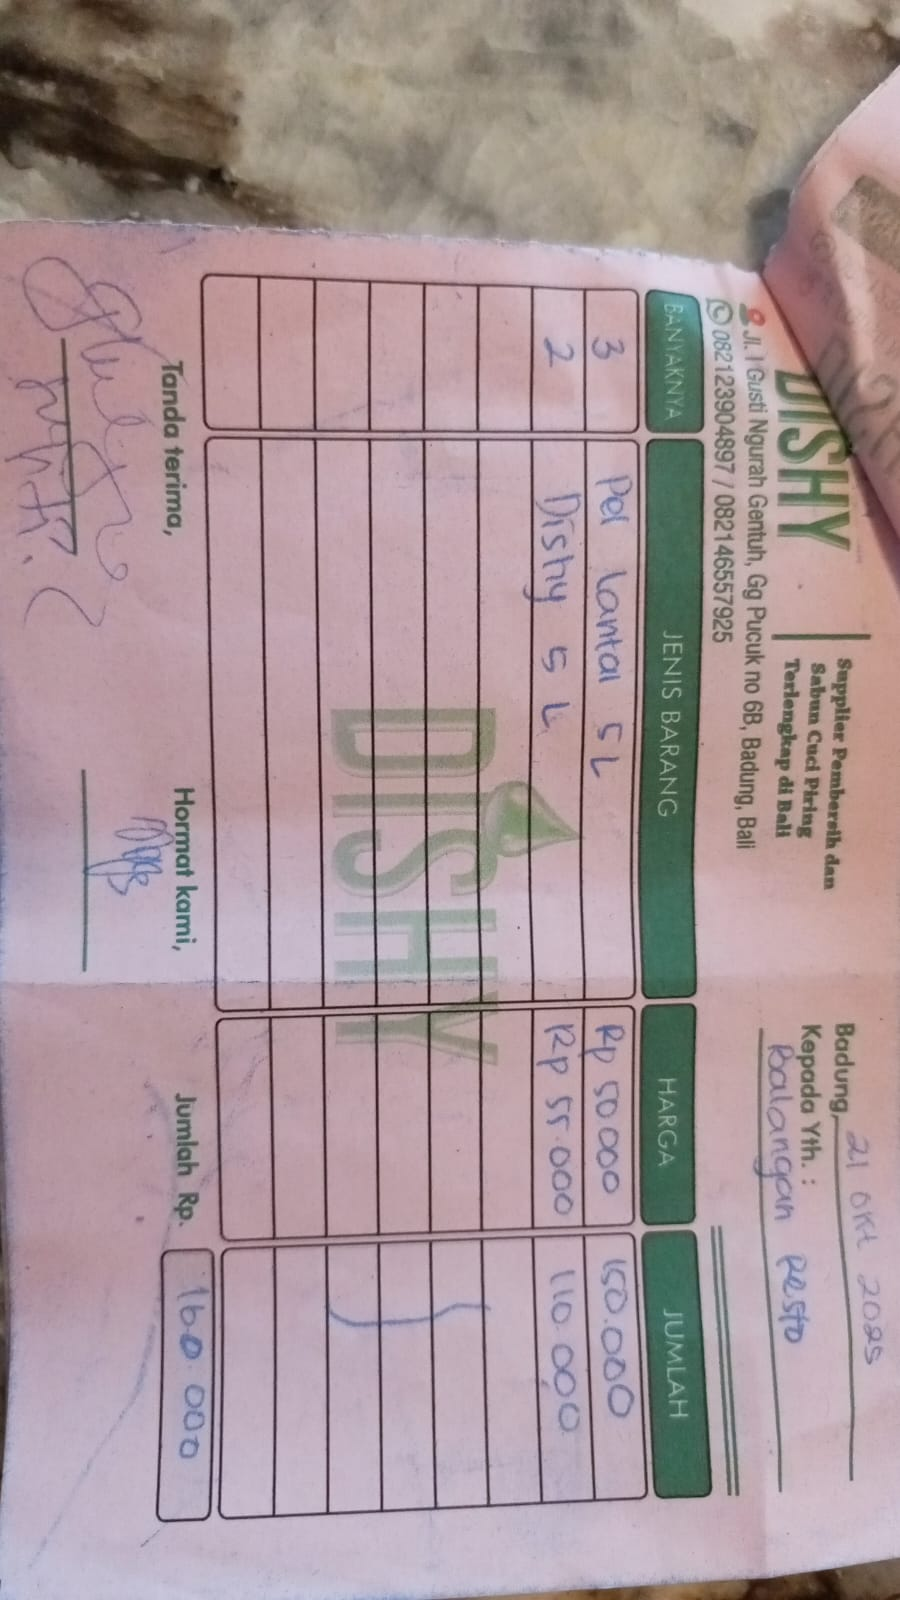 DISHY
Supplier Pembersih dan
Sabun Cuci Piring
Terlengkap di Bali
Jl. I Gusti Ngurah Gentuh, Gg Pucuk no 6B, Badung, Bali
082123904897 / 082146557925
Badung, 21 Okt 2025
Kepada Yth. :
Balangan Resto
BANYAKNYA JENIS BARANG HARGA JUMLAH
3 Pel Lantai 5L Rp 50 000 150.000
2 Dishy 5 L Rp 55.000 110.000
DISHY
Tanda terima, Hormat kami, Jumlah Rp. 160.000